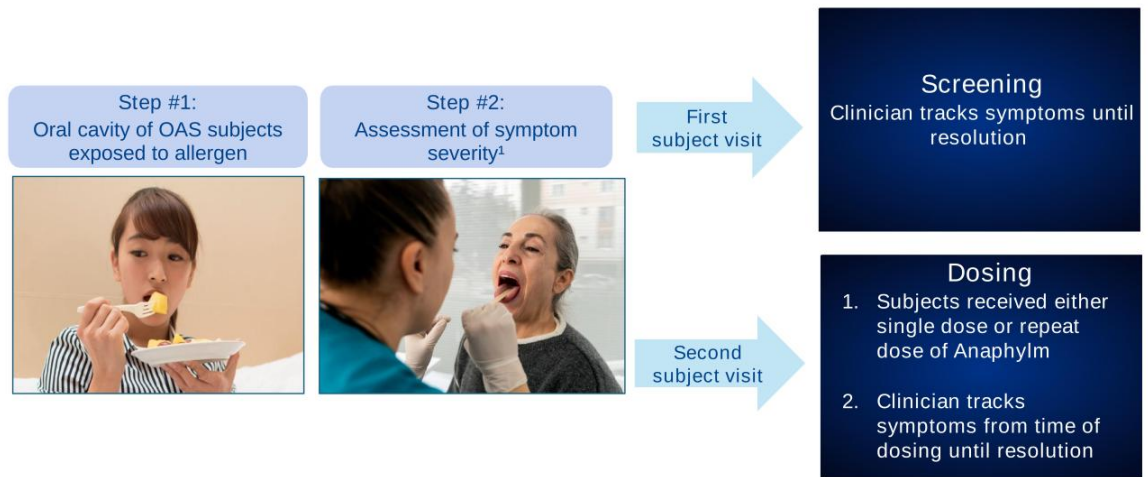 Step #1:
Oral cavity of OAS subjects
exposed to allergen
Step #2:
Assessment of symptom
severity¹
First
subject visit
Screening
Clinician tracks symptoms until
resolution
Second
subject visit
Dosing
1. Subjects received either
single dose or repeat
dose of Anaphylm
2. Clinician tracks
symptoms from time of
dosing until resolution